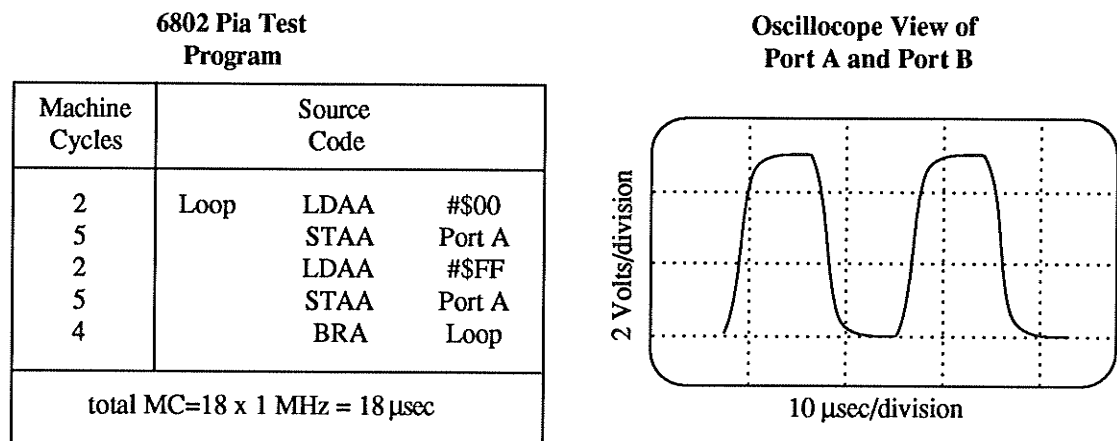 6802 Pia Test
Program
Machine
Cycles
Source
Code
2 Loop LDAA #$00
5 STAA Port A
2 LDAA #$FF
5 STAA Port A
4 BRA Loop
total MC=18 x 1 MHz = 18 µsec
Oscillocope View of
Port A and Port B
2 Volts/division
10 µsec/division